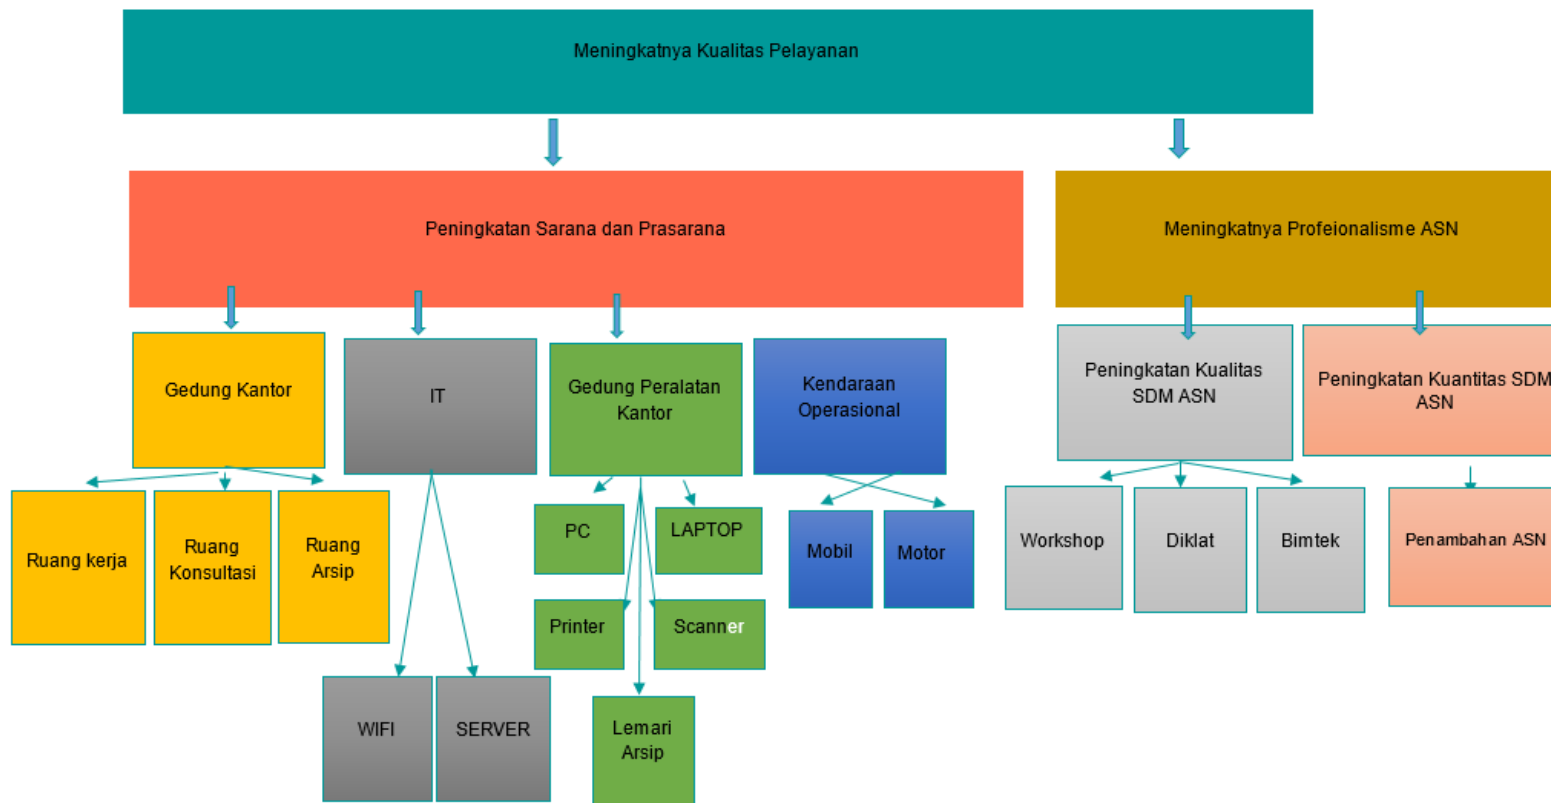 Meningkatnya Kualitas Pelayanan
Peningkatan Sarana dan Prasarana
Meningkatnya Profeionalisme ASN
Gedung Kantor
IT
Gedung Peralatan
Kantor
Kendaraan
Operasional
Peningkatan Kualitas
SDM ASN
Peningkatan Kuantitas SDM
ASN
Ruang kerja
Ruang
Konsultasi
Ruang
Arsip
PC
LAPTOP
Printer
Scanner
Lemari
Arsip
WIFI
SERVER
Mobil
Motor
Workshop
Diklat
Bimtek
Penambahan ASN